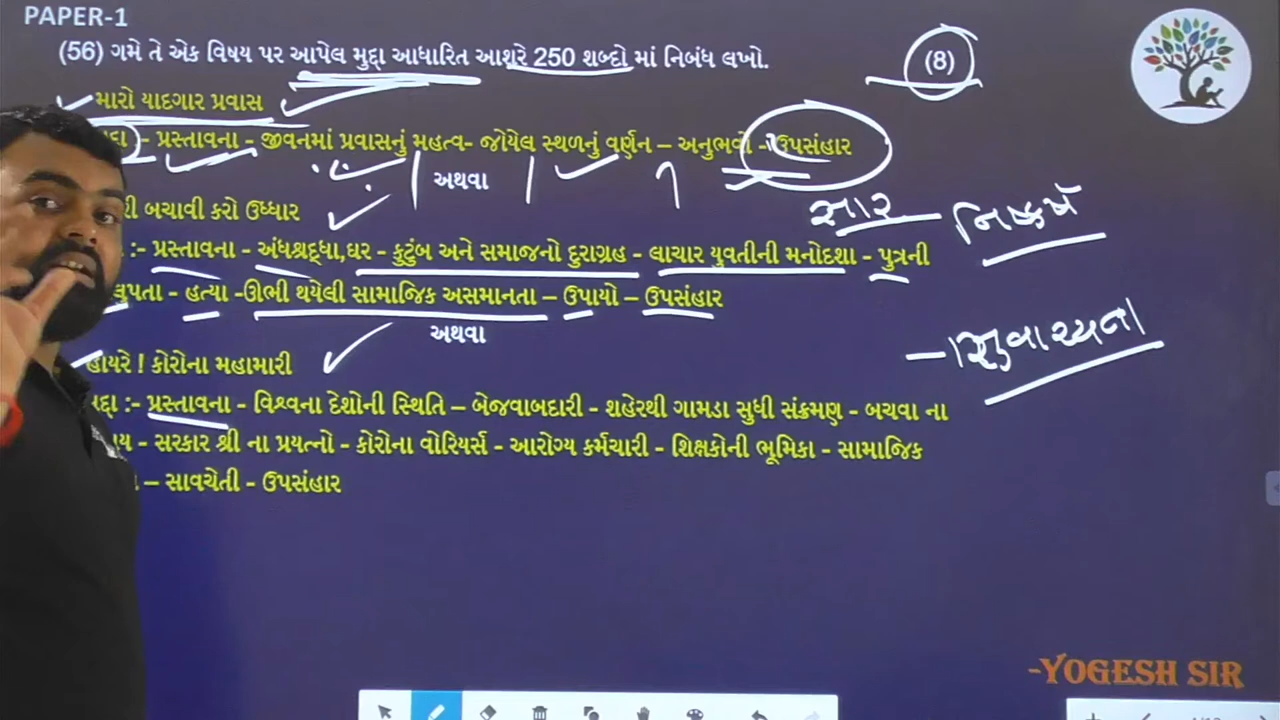 PAPER-1
(56) ગમે તે એક વિષય પર આપેલ મુદ્દા આધારિત આશરે 250 શબ્દો માં નિબંધ લખો. (8)
મારો યાદગાર પ્રવાસ
- પ્રસ્તાવના - જીવનમાં પ્રવાસનું મહત્વ- જોયેલ સ્થળનું વર્ણન – અનુભવો - ઉપસંહાર
અથવા
બચાવી કરો ઉધ્ધાર
સાર નિષ્કર્ષ
:- પ્રસ્તાવના - અંધશ્રદ્ધા,ઘર - કુટુંબ અને સમાજનો દુરાગ્રહ - લાચાર યુવતીની મનોદશા - પુત્રની
- હત્યા -ઊભી થયેલી સામાજિક અસમાનતા – ઉપાયો – ઉપસંહાર
અથવા
હાયરે ! કોરોના મહામારી
:- પ્રસ્તાવના - વિશ્વના દેશોની સ્થિતિ – બેજવાબદારી - શહેરથી ગામડા સુધી સંક્રમણ - બચવા ના
- સરકાર શ્રી ના પ્રયત્નો - કોરોના વોરિયર્સ - આરોગ્ય કર્મચારી - શિક્ષકોની ભૂમિકા - સામાજિક
– સાવચેતી - ઉપસંહાર
-YOGESH SIR